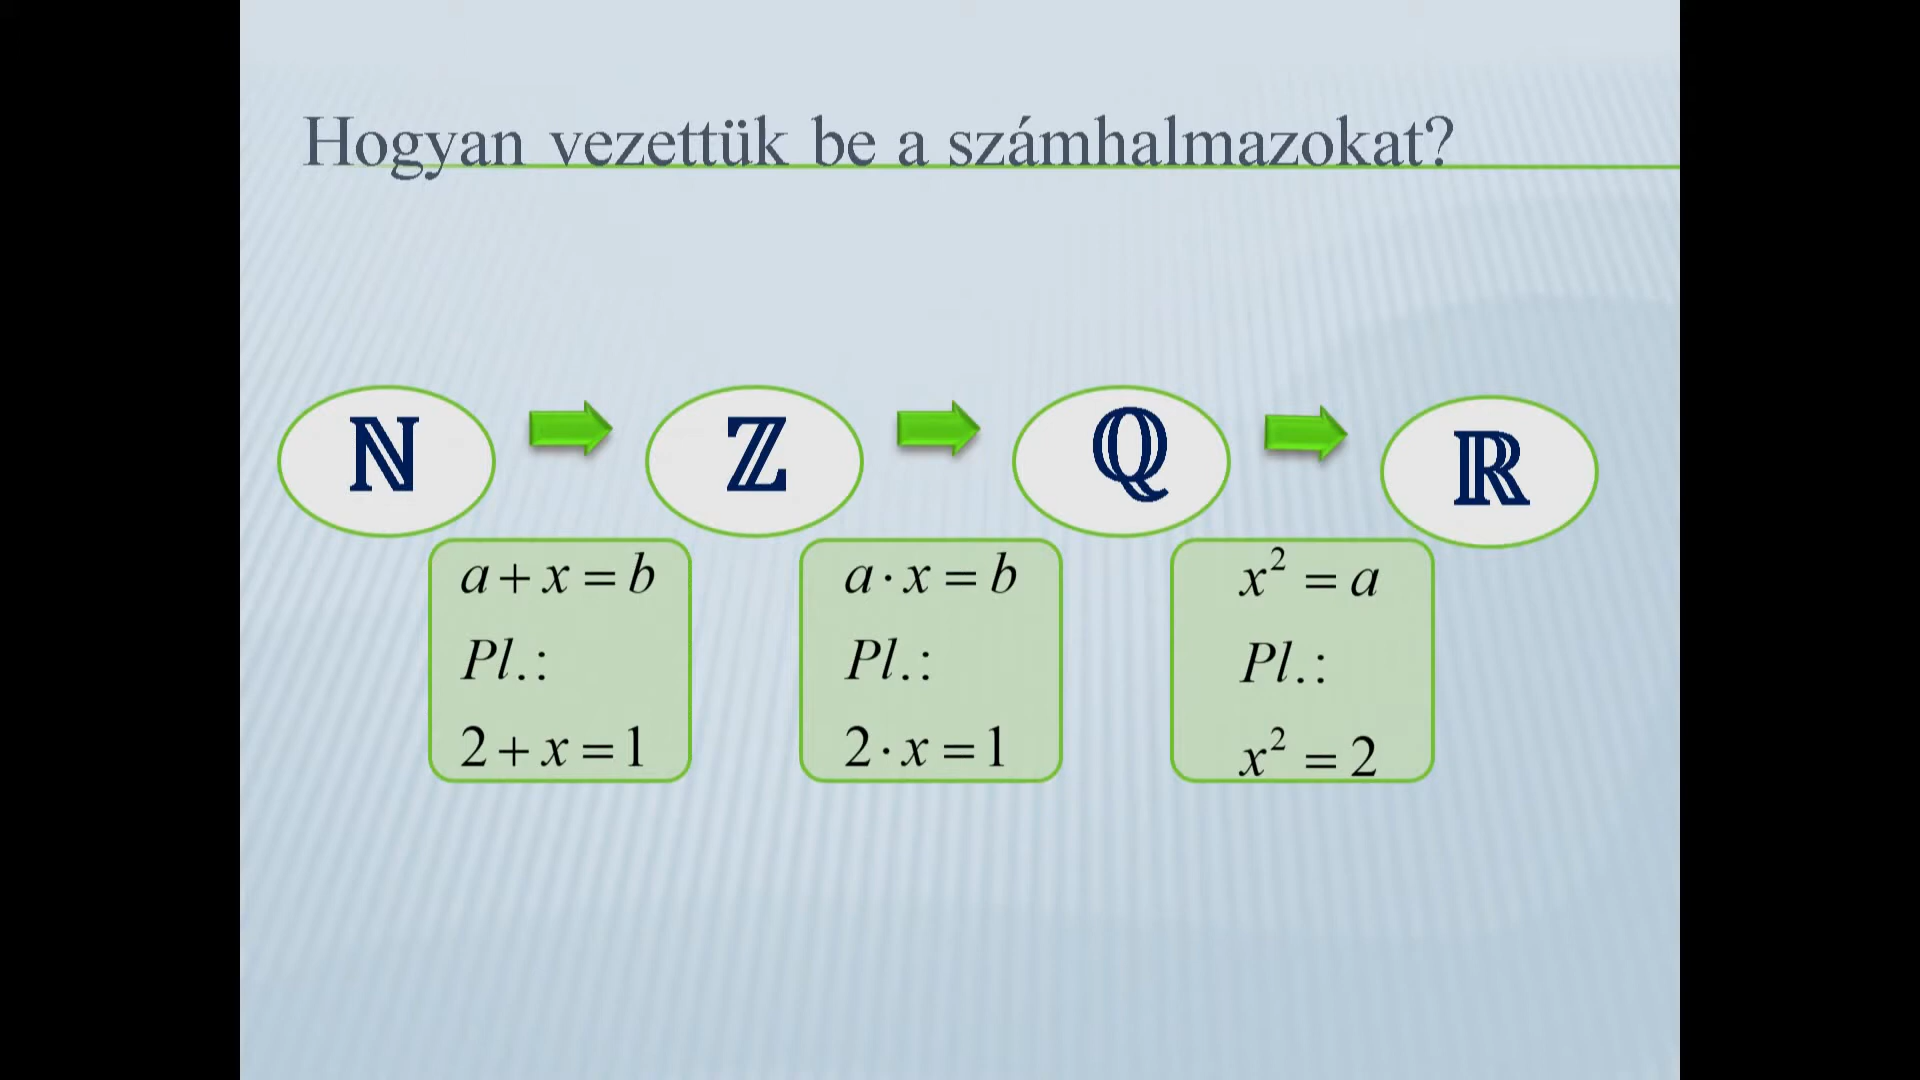 Hogyan vezettük be a számhalmazokat?
ℕ ℤ ℚ ℝ
a + x = b
Pl.:
2 + x = 1
a · x = b
Pl.:
2 · x = 1
x² = a
Pl.:
x² = 2